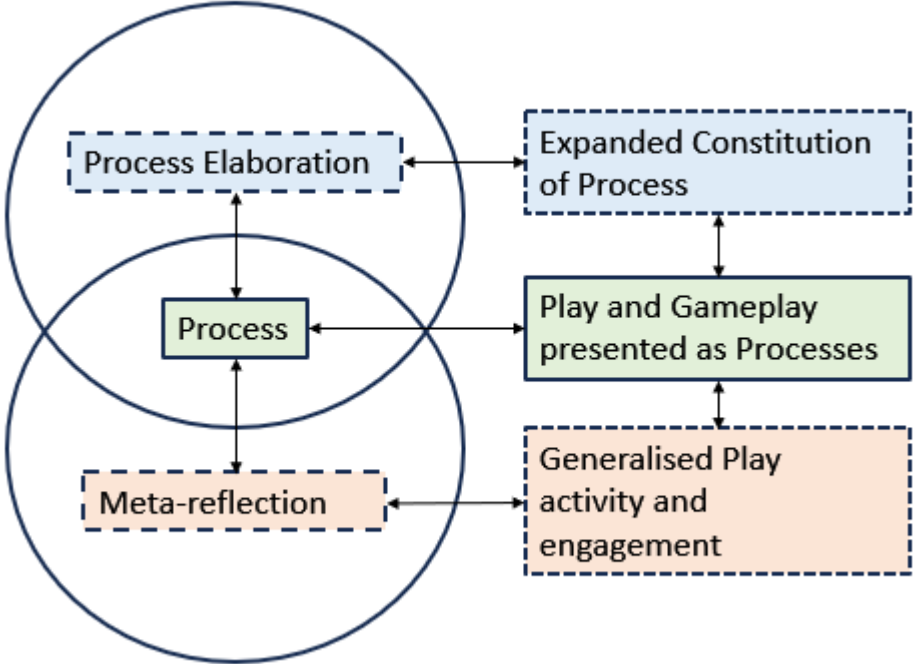 Process Elaboration
Expanded Constitution
of Process
Process
Play and Gameplay
presented as Processes
Meta-reflection
Generalised Play
activity and
engagement